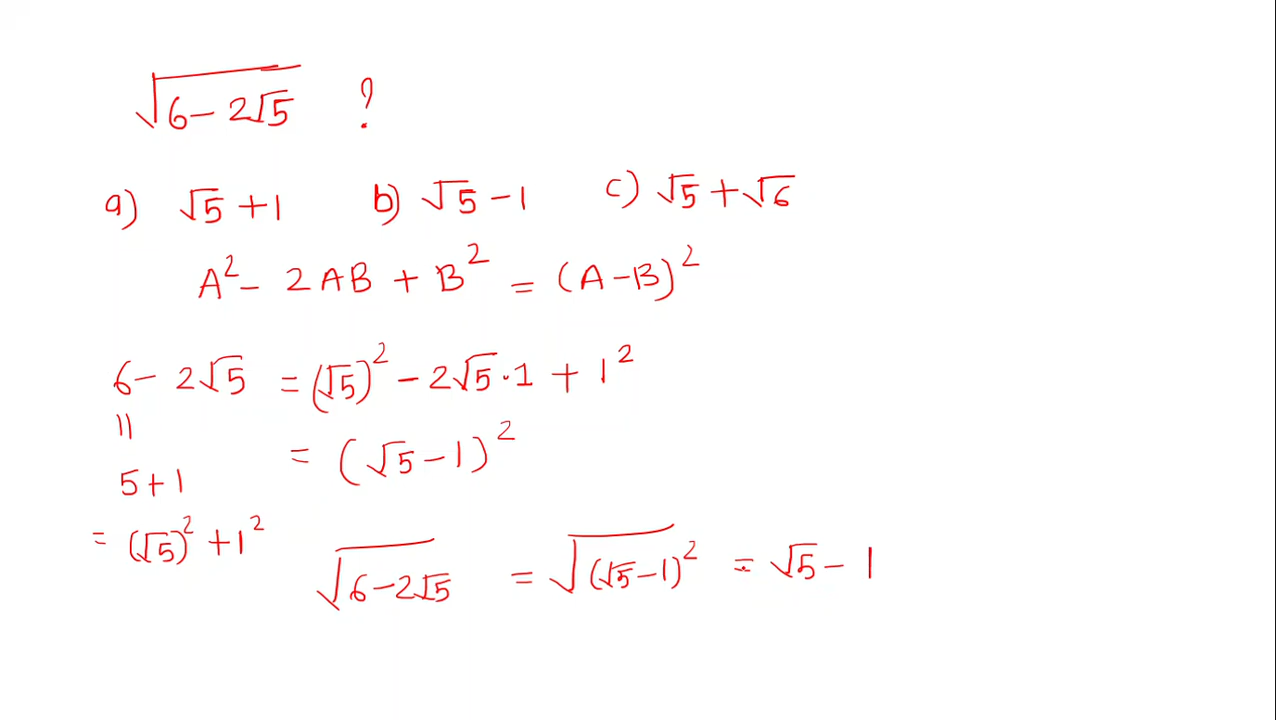 √(6-2√5) ?
a) √5+1 b) √5-1 c) √5+√6
A²-2AB+B² = (A-B)²
6-2√5 = (√5)²-2√5·1+1²
||
= (√5-1)²
5+1
= (√5)²+1²
√(6-2√5) = √((√5-1)²) = √5-1